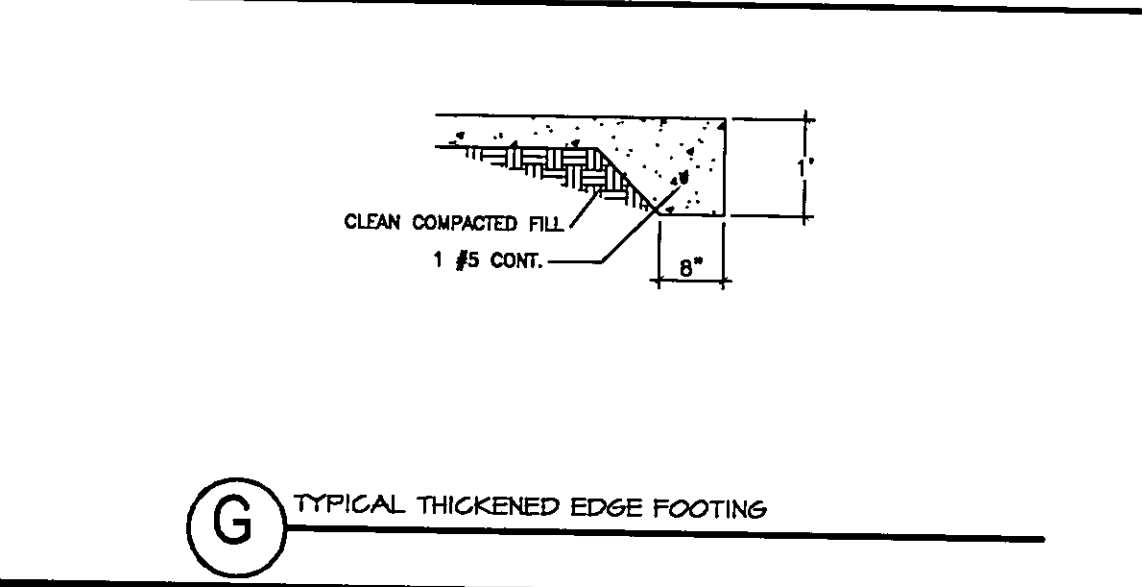 1'
CLEAN COMPACTED FILL
1 #5 CONT.
8"
G
TYPICAL THICKENED EDGE FOOTING